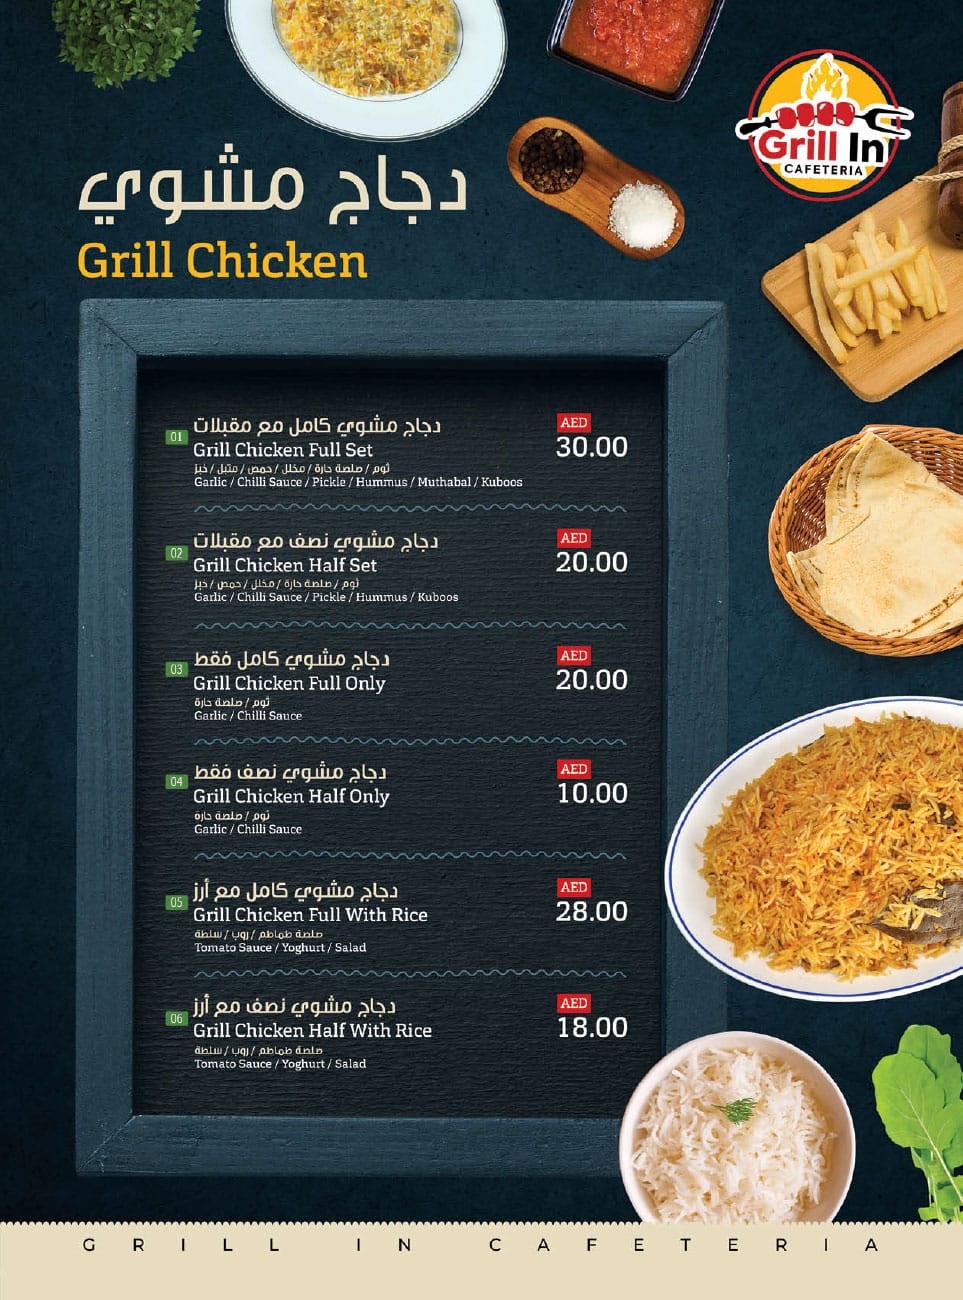 Grill In
CAFETERIA
دجاج مشوي
Grill Chicken
01
دجاج مشوي كامل مع مقبلات
AED
Grill Chicken Full Set
30.00
ثوم / صلصة حارة / مخلل / حمص / متبل / خبز
Garlic / Chilli Sauce / Pickle / Hummus / Muthabal / Kuboos
02
دجاج مشوي نصف مع مقبلات
AED
Grill Chicken Half Set
20.00
ثوم / صلصة حارة / مخلل / حمص / خبز
Garlic / Chilli Sauce / Pickle / Hummus / Kuboos
03
دجاج مشوي كامل فقط
AED
Grill Chicken Full Only
20.00
ثوم / صلصة حارة
Garlic / Chilli Sauce
04
دجاج مشوي نصف فقط
AED
Grill Chicken Half Only
10.00
ثوم / صلصة حارة
Garlic / Chilli Sauce
05
دجاج مشوي كامل مع أرز
AED
Grill Chicken Full With Rice
28.00
صلصة طماطم / روب / سلطة
Tomato Sauce / Yoghurt / Salad
06
دجاج مشوي نصف مع أرز
AED
Grill Chicken Half With Rice
18.00
صلصة طماطم / روب / سلطة
Tomato Sauce / Yoghurt / Salad
GRILL IN CAFETERIA